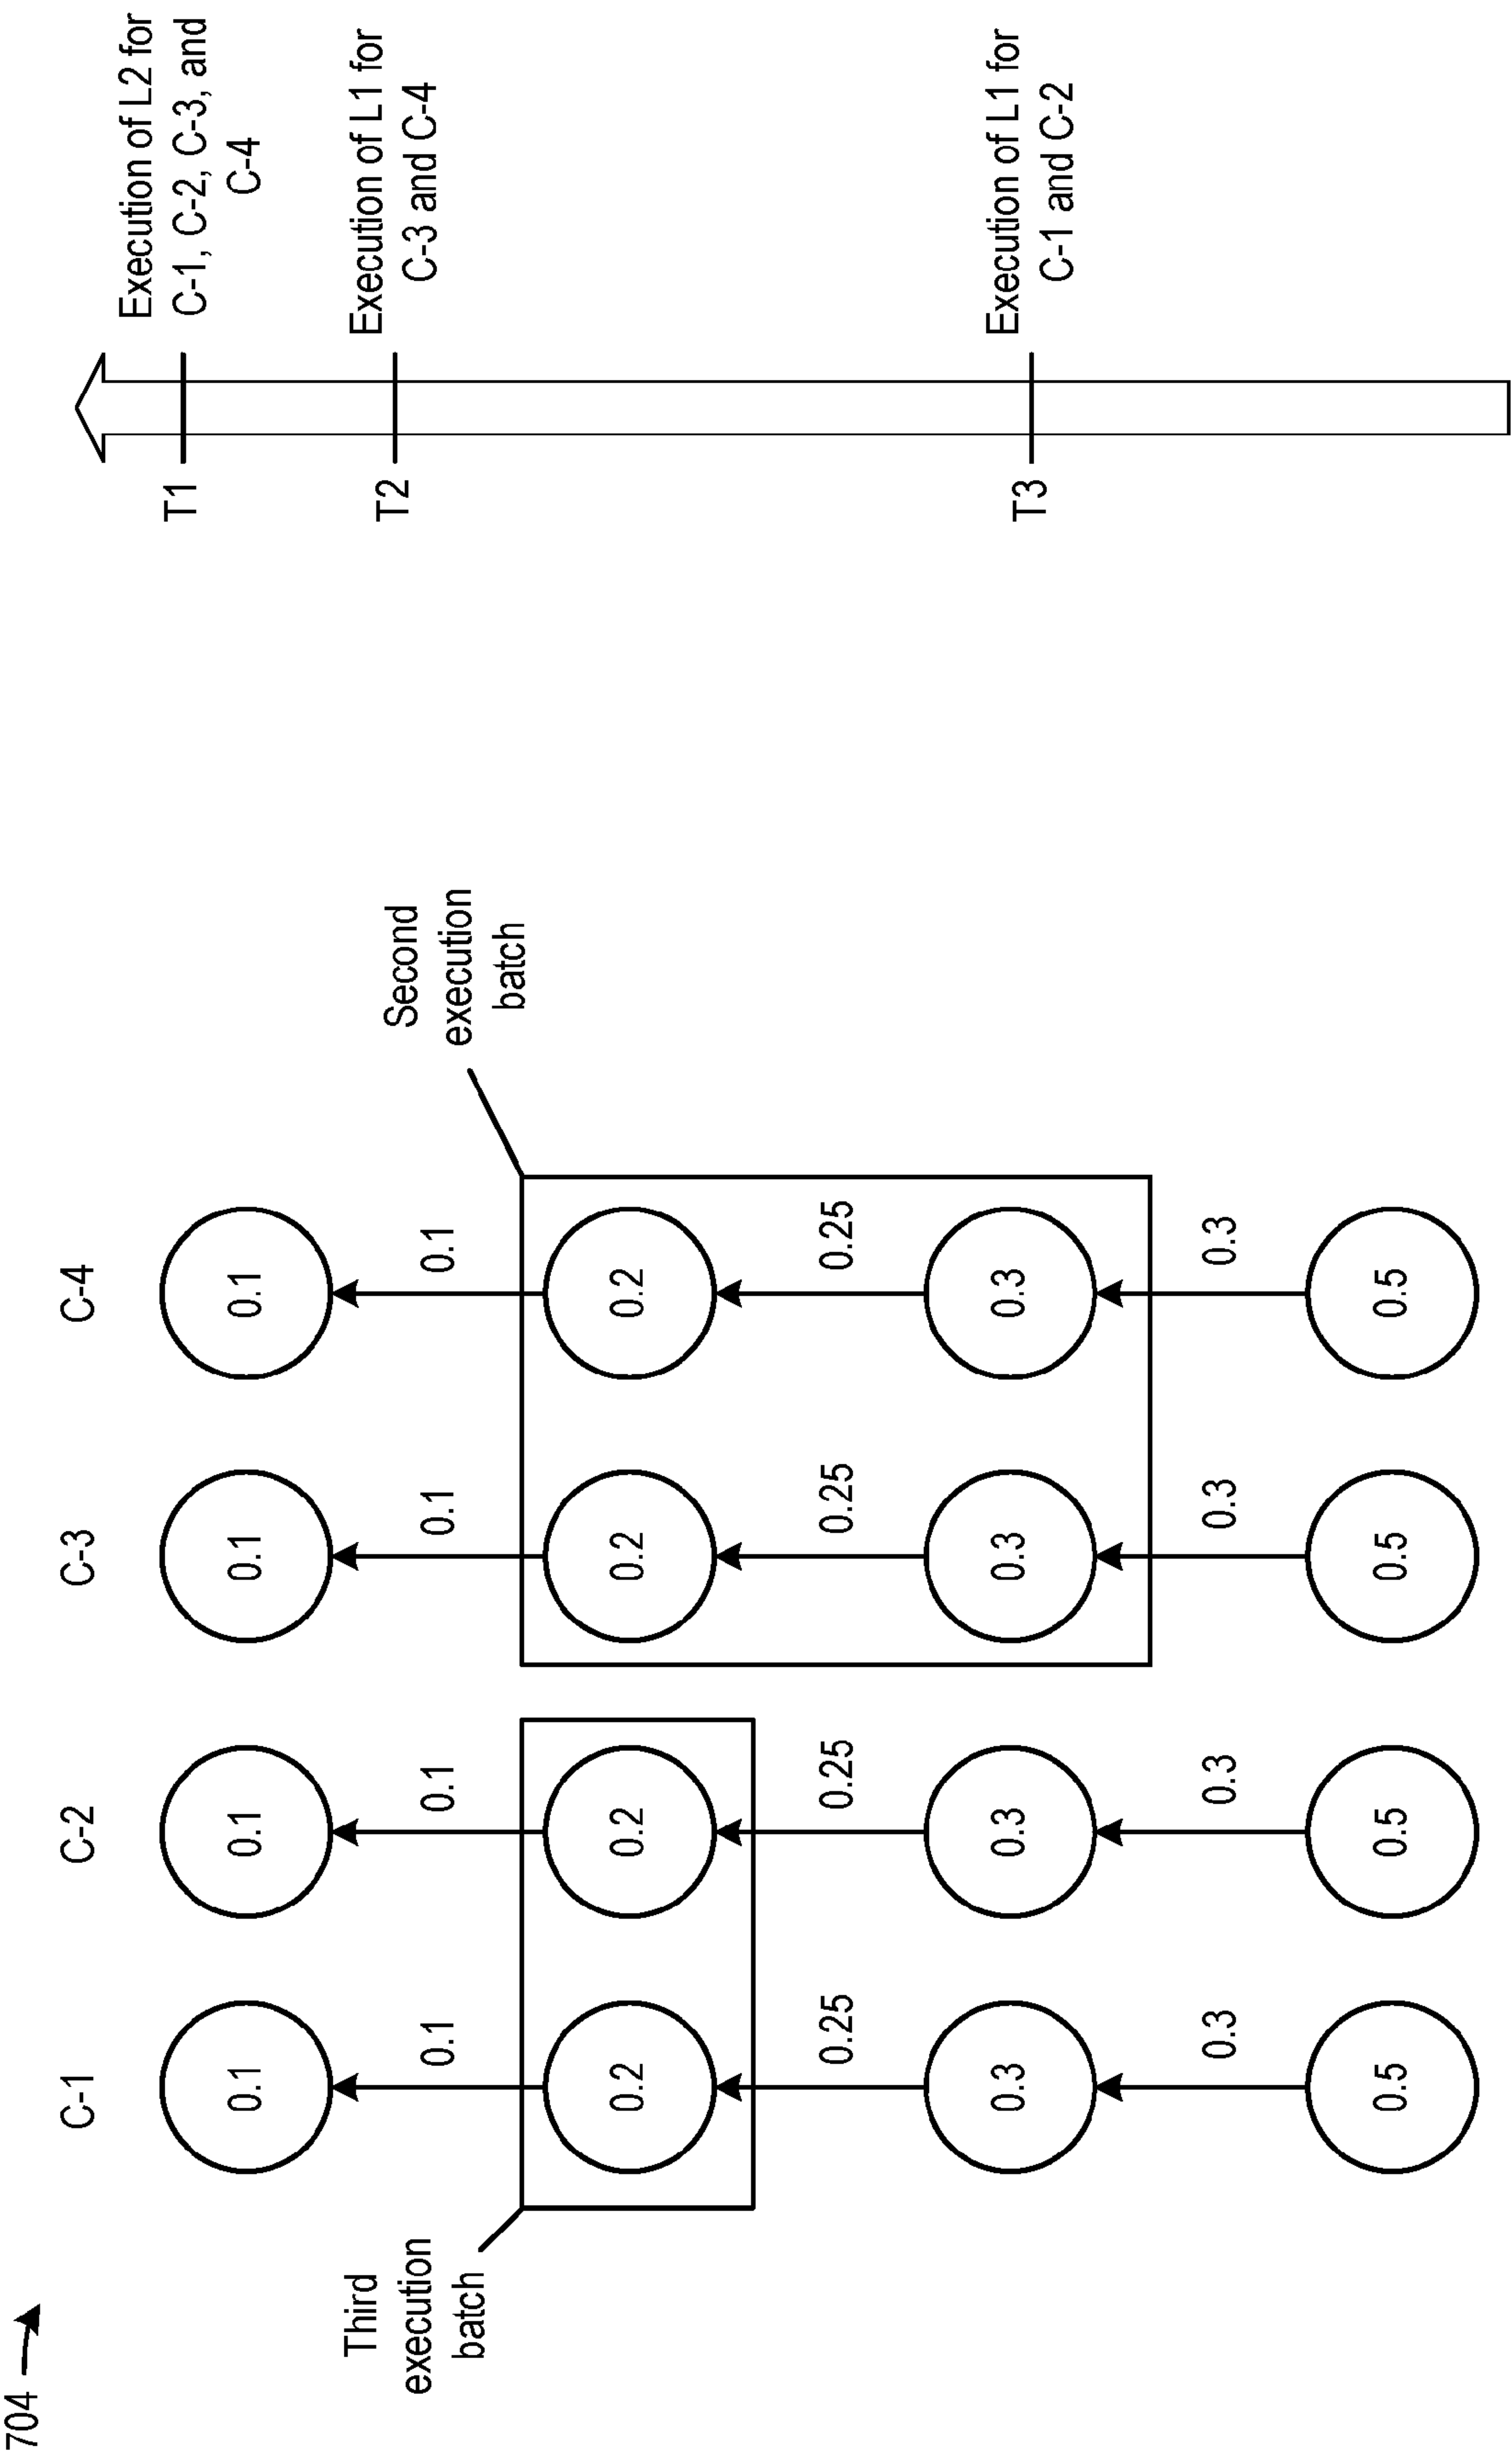 704
C-1
C-2
C-3
C-4
0.1
0.1
0.1
0.1
Third
execution
batch
0.1
0.1
0.1
0.1
Second
execution
batch
0.2
0.2
0.2
0.2
0.25
0.25
0.25
0.25
0.3
0.3
0.3
0.3
0.3
0.3
0.3
0.3
0.5
0.5
0.5
0.5
T1
Execution of L2 for
C-1, C-2, C-3, and
C-4
T2
Execution of L1 for
C-3 and C-4
T3
Execution of L1 for
C-1 and C-2